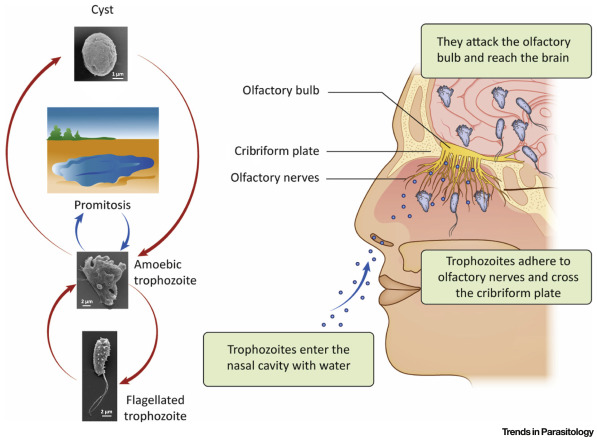 Cyst
1 µm
Promitosis
Amoebic
trophozoite
2 µm
Flagellated
trophozoite
2 µm
They attack the olfactory
bulb and reach the brain
Olfactory bulb
Cribriform plate
Olfactory nerves
Trophozoites adhere to
olfactory nerves and cross
the cribriform plate
Trophozoites enter the
nasal cavity with water
Trends in Parasitology